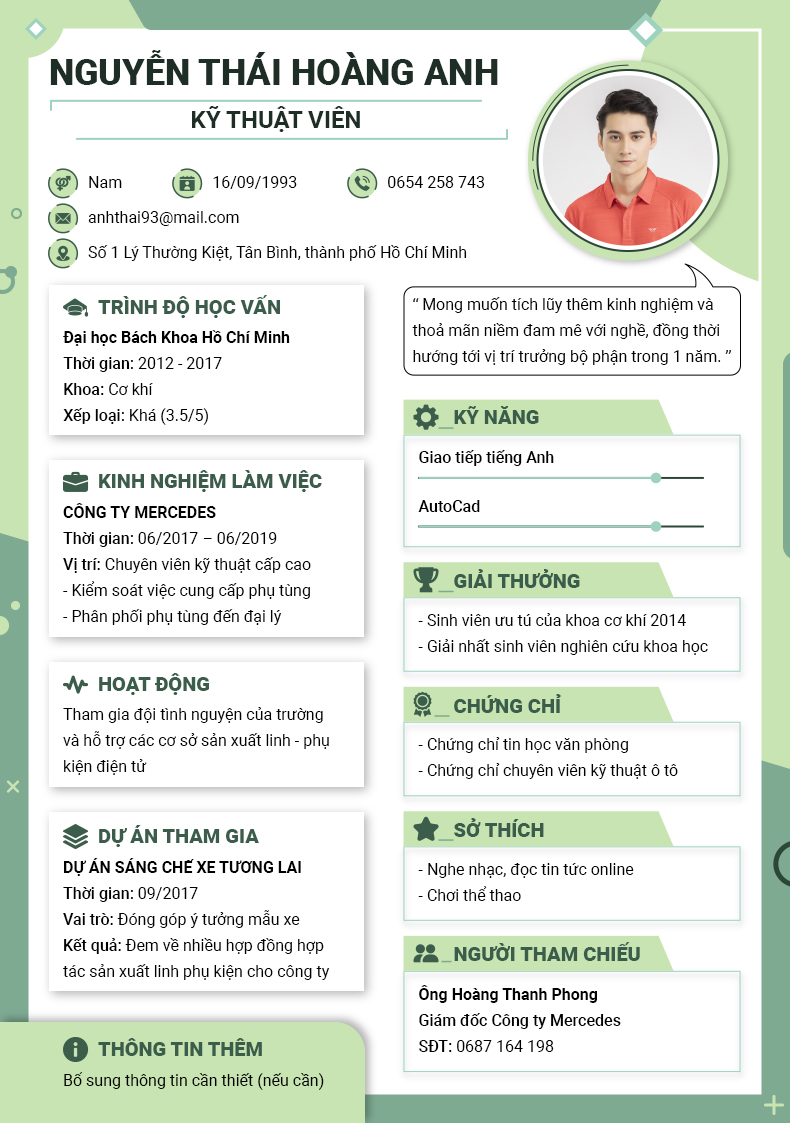 NGUYỄN THÁI HOÀNG ANH
KỸ THUẬT VIÊN
Nam
16/09/1993
0654 258 743
anhthai93@mail.com
Số 1 Lý Thường Kiệt, Tân Bình, thành phố Hồ Chí Minh
TRÌNH ĐỘ HỌC VẤN
Đại học Bách Khoa Hồ Chí Minh
Thời gian: 2012 - 2017
Khoa: Cơ khí
Xếp loại: Khá (3.5/5)
KINH NGHIỆM LÀM VIỆC
CÔNG TY MERCEDES
Thời gian: 06/2017 – 06/2019
Vị trí: Chuyên viên kỹ thuật cấp cao
- Kiểm soát việc cung cấp phụ tùng
- Phân phối phụ tùng đến đại lý
HOẠT ĐỘNG
Tham gia đội tình nguyện của trường
và hỗ trợ các cơ sở sản xuất linh - phụ
kiện điện tử
DỰ ÁN THAM GIA
DỰ ÁN SÁNG CHẾ XE TƯƠNG LAI
Thời gian: 09/2017
Vai trò: Đóng góp ý tưởng mẫu xe
Kết quả: Đem về nhiều hợp đồng hợp
tác sản xuất linh phụ kiện cho công ty
THÔNG TIN THÊM
Bổ sung thông tin cần thiết (nếu cần)
“ Mong muốn tích lũy thêm kinh nghiệm và
thoả mãn niềm đam mê với nghề, đồng thời
hướng tới vị trí trưởng bộ phận trong 1 năm. ”
KỸ NĂNG
Giao tiếp tiếng Anh
AutoCad
GIẢI THƯỞNG
- Sinh viên ưu tú của khoa cơ khí 2014
- Giải nhất sinh viên nghiên cứu khoa học
CHỨNG CHỈ
- Chứng chỉ tin học văn phòng
- Chứng chỉ chuyên viên kỹ thuật ô tô
SỞ THÍCH
- Nghe nhạc, đọc tin tức online
- Chơi thể thao
NGƯỜI THAM CHIẾU
Ông Hoàng Thanh Phong
Giám đốc Công ty Mercedes
SĐT: 0687 164 198